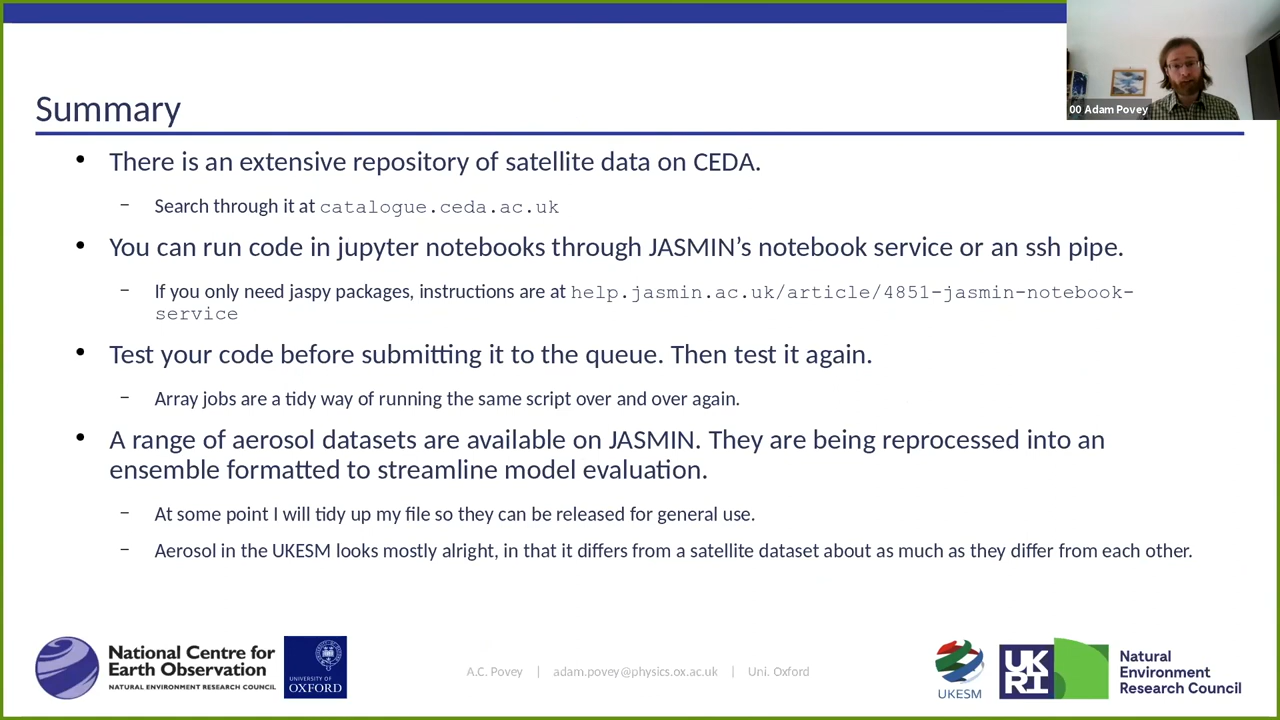 00 Adam Povey
Summary
• There is an extensive repository of satellite data on CEDA.
– Search through it at catalogue.ceda.ac.uk
• You can run code in jupyter notebooks through JASMIN’s notebook service or an ssh pipe.
– If you only need jaspy packages, instructions are at help.jasmin.ac.uk/article/4851-jasmin-notebook-
service
• Test your code before submitting it to the queue. Then test it again.
– Array jobs are a tidy way of running the same script over and over again.
• A range of aerosol datasets are available on JASMIN. They are being reprocessed into an
ensemble formatted to streamline model evaluation.
– At some point I will tidy up my file so they can be released for general use.
– Aerosol in the UKESM looks mostly alright, in that it differs from a satellite dataset about as much as they differ from each other.
National Centre for
Earth Observation
NATURAL ENVIRONMENT RESEARCH COUNCIL
UNIVERSITY OF
OXFORD
A.C. Povey | adam.povey@physics.ox.ac.uk | Uni. Oxford
UKESM
UK
RI
Natural
Environment
Research Council